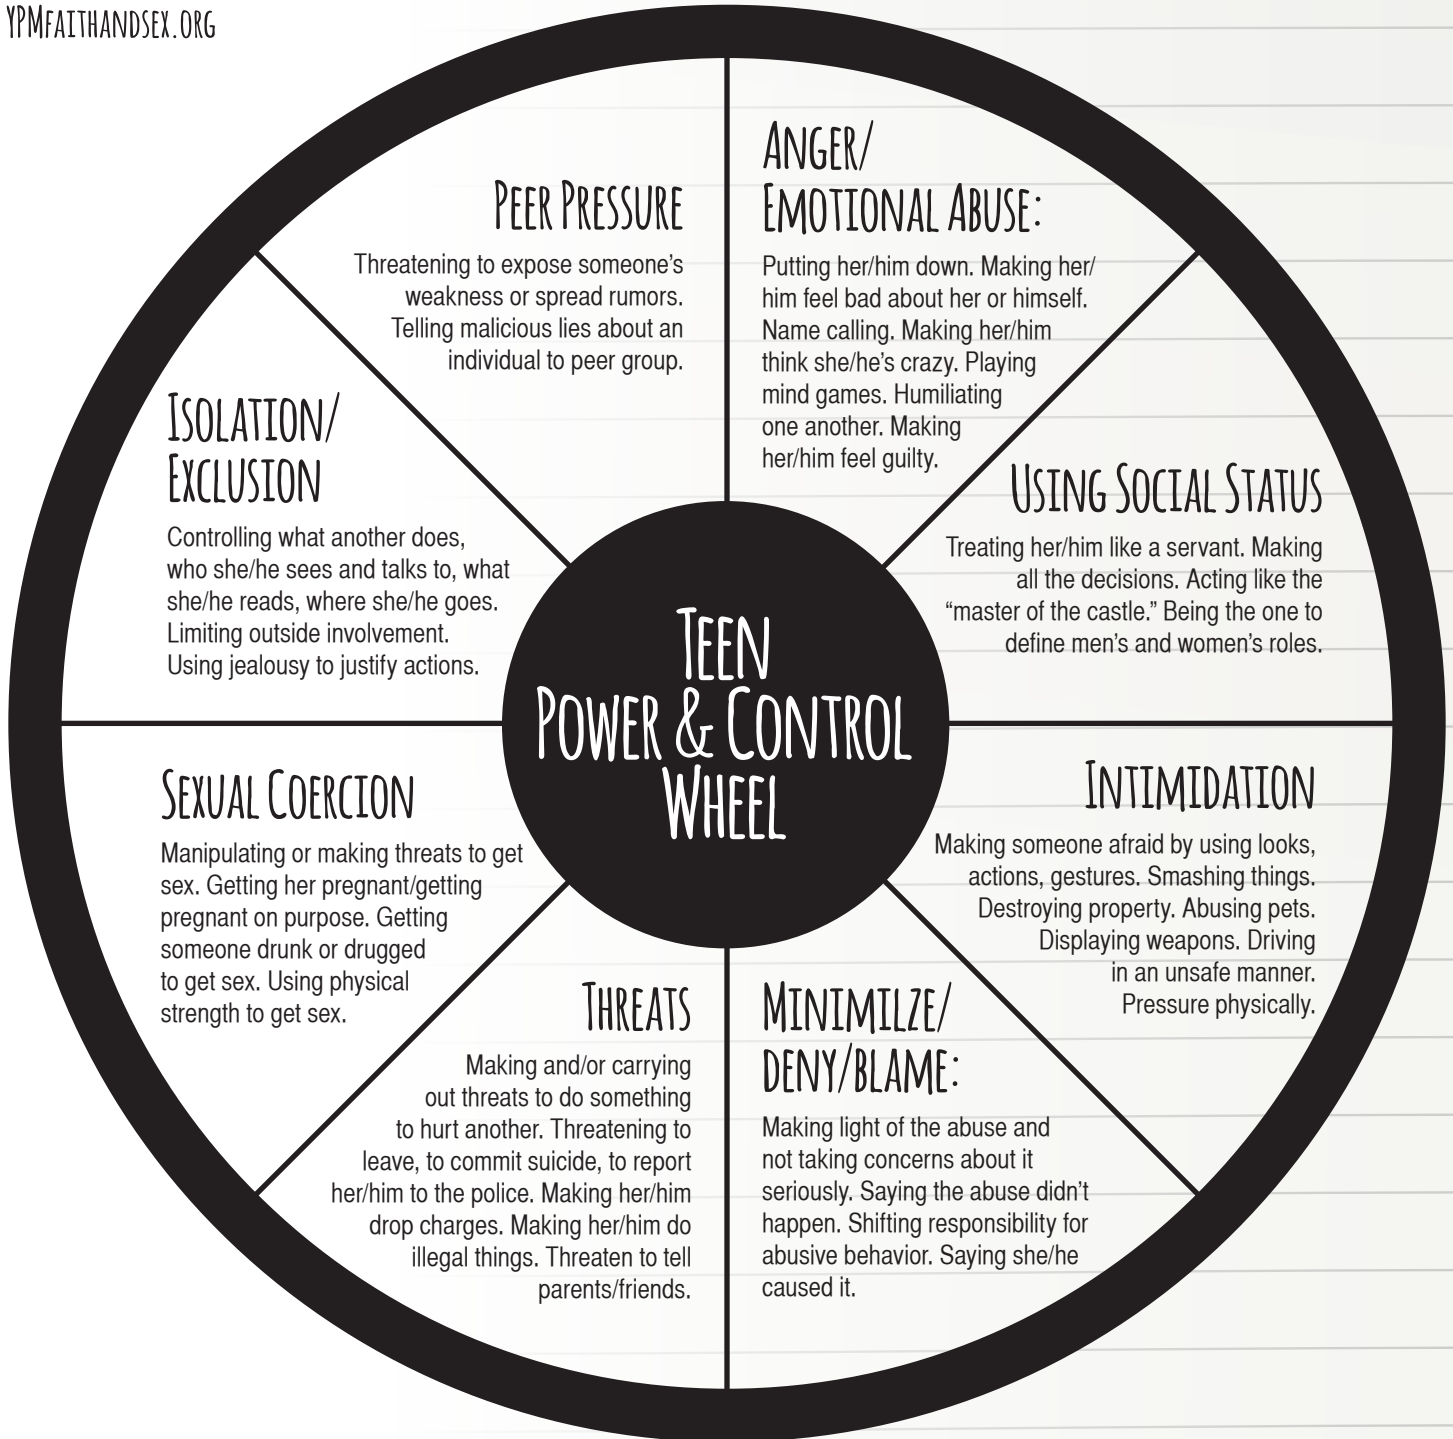 YPMFAITHANDSEX.ORG
PEER PRESSURE
Threatening to expose someone's
weakness or spread rumors.
Telling malicious lies about an
individual to peer group.
ANGER/
EMOTIONAL ABUSE:
Putting her/him down. Making her/
him feel bad about her or himself.
Name calling. Making her/him
think she/he's crazy. Playing
mind games. Humiliating
one another. Making
her/him feel guilty.
ISOLATION/
EXCLUSION
Controlling what another does,
who she/he sees and talks to, what
she/he reads, where she/he goes.
Limiting outside involvement.
Using jealousy to justify actions.
USING SOCIAL STATUS
Treating her/him like a servant. Making
all the decisions. Acting like the
“master of the castle.” Being the one to
define men's and women's roles.
TEEN
POWER & CONTROL
WHEEL
SEXUAL COERCION
Manipulating or making threats to get
sex. Getting her pregnant/getting
pregnant on purpose. Getting
someone drunk or drugged
to get sex. Using physical
strength to get sex.
INTIMIDATION
Making someone afraid by using looks,
actions, gestures. Smashing things.
Destroying property. Abusing pets.
Displaying weapons. Driving
in an unsafe manner.
Pressure physically.
THREATS
Making and/or carrying
out threats to do something
to hurt another. Threatening to
leave, to commit suicide, to report
her/him to the police. Making her/him
drop charges. Making her/him do
illegal things. Threaten to tell
parents/friends.
MINIMILZE/
DENY/BLAME:
Making light of the abuse and
not taking concerns about it
seriously. Saying the abuse didn't
happen. Shifting responsibility for
abusive behavior. Saying she/he
caused it.